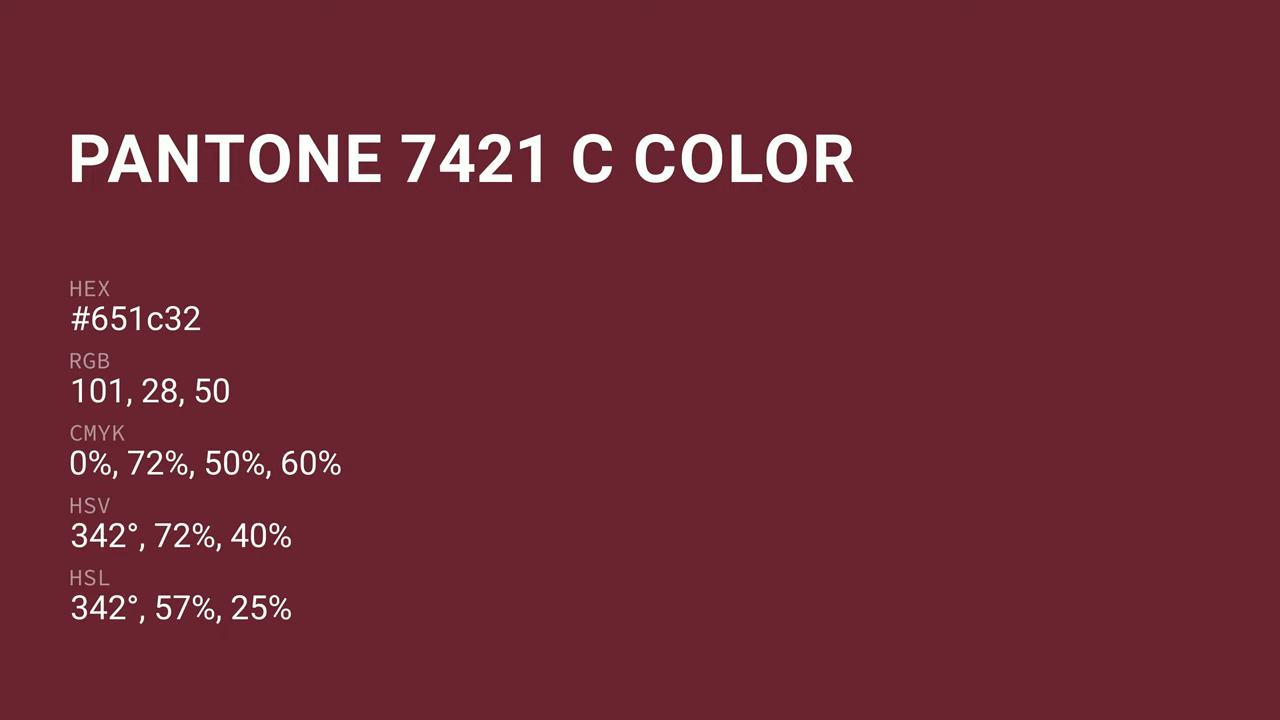 PANTONE 7421 C COLOR
HEX
#651c32
RGB
101, 28, 50
CMYK
0%, 72%, 50%, 60%
HSV
342°, 72%, 40%
HSL
342°, 57%, 25%